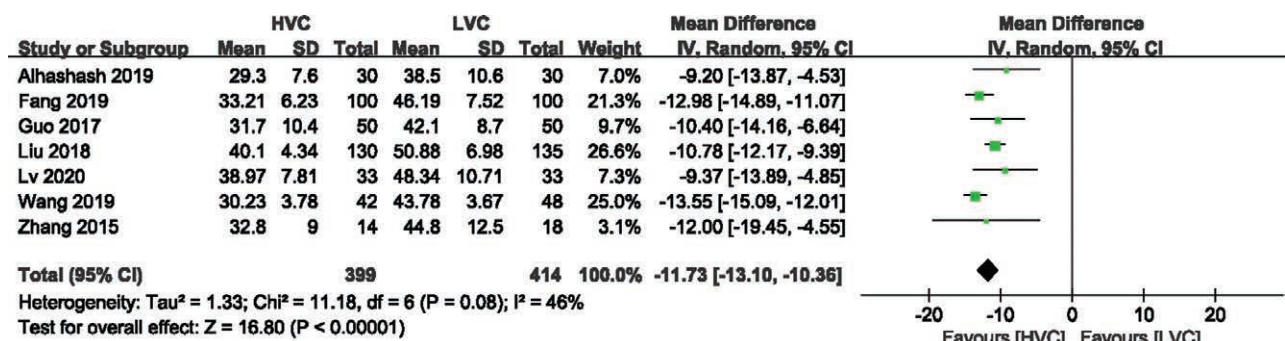 HVC LVC Mean Difference Mean Difference
Study or Subgroup Mean SD Total Mean SD Total Weight IV, Random, 95% CI IV, Random, 95% CI
Alhashash 2019 29.3 7.6 30 38.5 10.6 30 7.0% -9.20 [-13.87, -4.53]
Fang 2019 33.21 6.23 100 46.19 7.52 100 21.3% -12.98 [-14.89, -11.07]
Guo 2017 31.7 10.4 50 42.1 8.7 50 9.7% -10.40 [-14.16, -6.64]
Liu 2018 40.1 4.34 130 50.88 6.98 135 26.6% -10.78 [-12.17, -9.39]
Lv 2020 38.97 7.81 33 48.34 10.71 33 7.3% -9.37 [-13.89, -4.85]
Wang 2019 30.23 3.78 42 43.78 3.67 48 25.0% -13.55 [-15.09, -12.01]
Zhang 2015 32.8 9 14 44.8 12.5 18 3.1% -12.00 [-19.45, -4.55]
Total (95% CI) 399 414 100.0% -11.73 [-13.10, -10.36]
Heterogeneity: Tau² = 1.33; Chi² = 11.18, df = 6 (P = 0.08); I² = 46%
Test for overall effect: Z = 16.80 (P < 0.00001)
-20 -10 0 10 20
Favours [HVC] Favours [LVC]